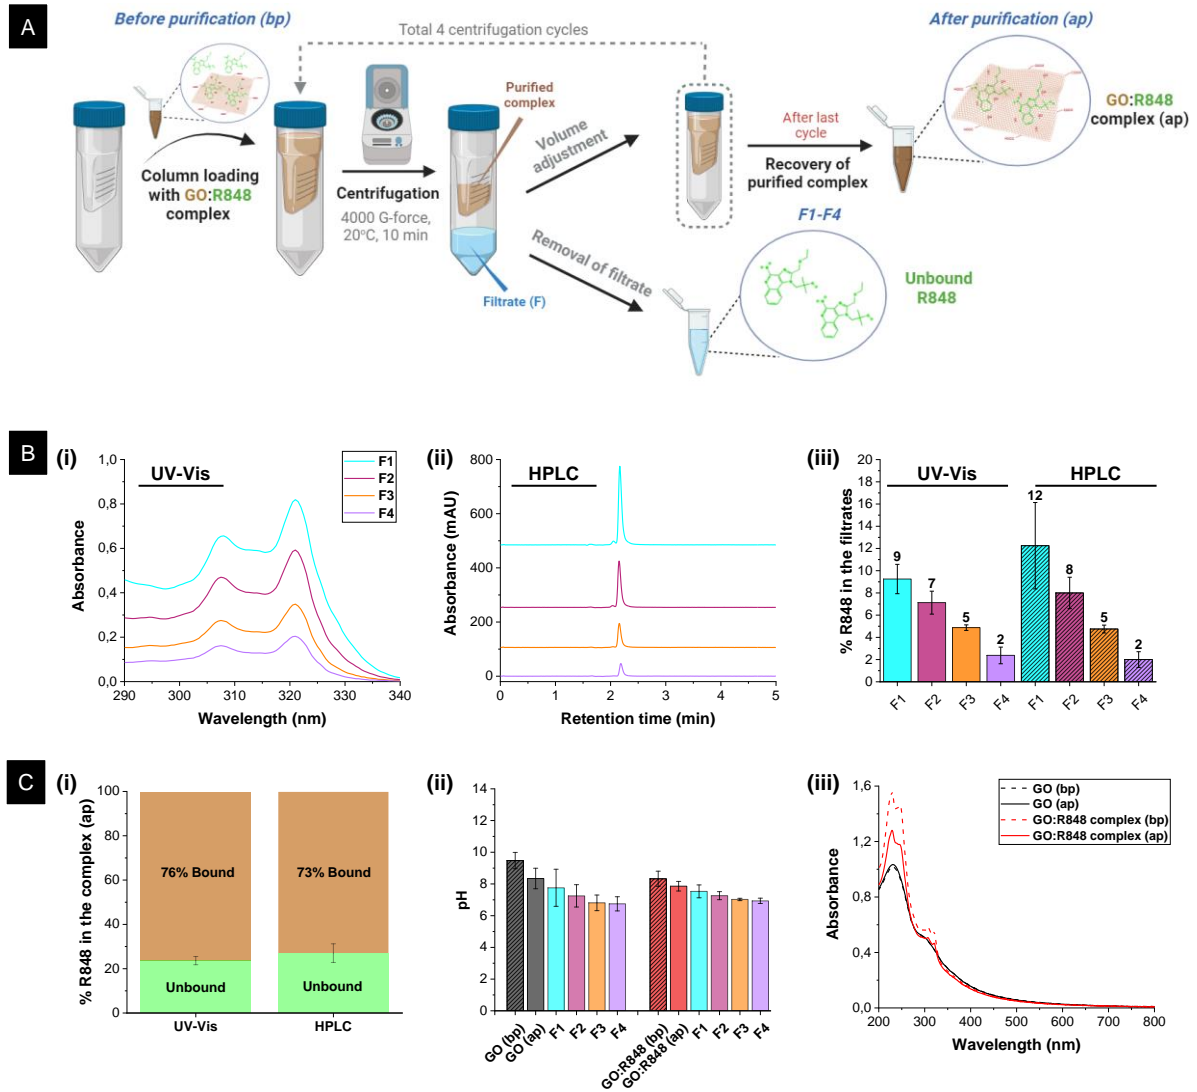 A
Before purification (bp)
Total 4 centrifugation cycles
After purification (ap)
Purified
complex
Column loading
with GO:R848
complex
Centrifugation
4000 G-force,
20°C, 10 min
Filtrate (F)
Volume
adjustment
Removal of filtrate
After last
cycle
Recovery of
purified complex
GO:R848
complex (ap)
F1-F4
Unbound
R848
B
(i)
UV-Vis
F1
F2
F3
F4
Absorbance
1,0
0,8
0,6
0,4
0,2
0,0
290 300 310 320 330 340
Wavelength (nm)
(ii)
HPLC
Absorbance (mAU)
800
600
400
200
0
0 1 2 3 4 5
Retention time (min)
(iii)
UV-Vis
HPLC
% R848 in the filtrates
20
18
16
14
12
10
8
6
4
2
0
9
7
5
2
12
8
5
2
F1 F2 F3 F4 F1 F2 F3 F4
C
(i)
% R848 in the complex (ap)
100
80
60
40
20
0
76% Bound
73% Bound
Unbound
Unbound
UV-Vis
HPLC
(ii)
pH
14
12
10
8
6
4
2
0
GO (bp)
GO (ap)
F1
F2
F3
F4
GO:R848 (bp)
GO:R848 (ap)
F1
F2
F3
F4
(iii)
GO (bp)
GO (ap)
GO:R848 complex (bp)
GO:R848 complex (ap)
Absorbance
1,6
1,2
0,8
0,4
0,0
200 300 400 500 600 700 800
Wavelength (nm)